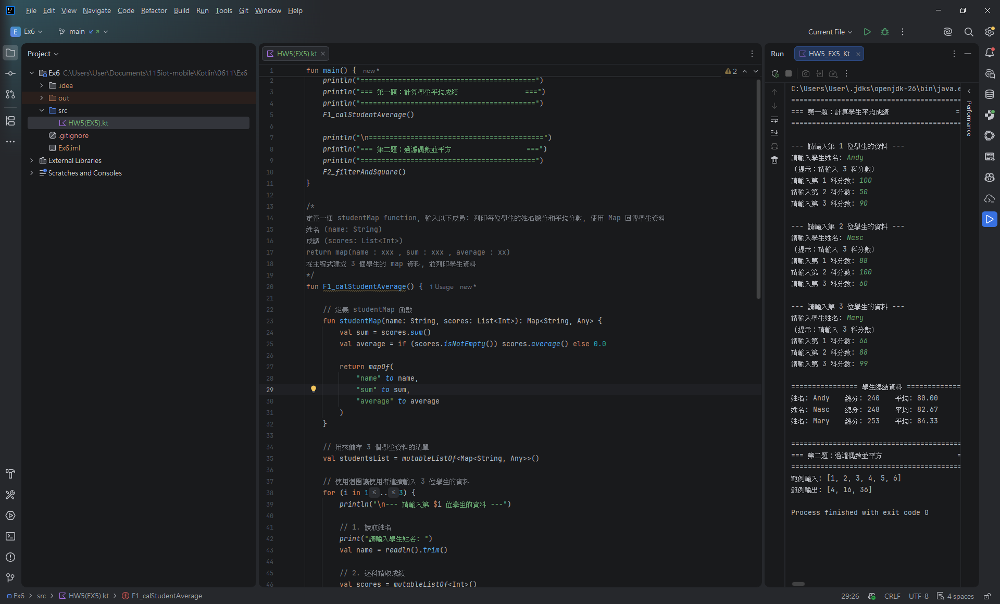 File Edit View Navigate Code Refactor Build Run Tools Git Window Help
E Ex6 main Current File
Project
Ex6 C:\Users\User\Documents\115iot-mobile\Kotlin\0611\Ex6
.idea
out
src
HW5(EX5).kt
.gitignore
Ex6.iml
External Libraries
Scratches and Consoles
HW5(EX5).kt
1 fun main() { new *
2 println("==========================================")
3 println("=== 第一題：計算學生平均成績                ===")
4 println("==========================================")
5 F1_calStudentAverage()
6
7 println("\n==========================================")
8 println("=== 第二題：過濾偶數並平方                  ===")
9 println("==========================================")
10 F2_filterAndSquare()
11 }
12
13 /*
14 定義一個 studentMap function, 輸入以下成員: 列印每位學生的姓名總分和平均分數, 使用 Map 回傳學生資料
15 姓名 (name: String)
16 成績 (scores: List<Int>)
17 return map(name : xxx , sum : xxx , average : xx)
18 在主程式建立 3 個學生的 map 資料, 並列印學生資料
19 */
20 fun F1_calStudentAverage() { 1 Usage new *
21
22 // 定義 studentMap 函數
23 fun studentMap(name: String, scores: List<Int>): Map<String, Any> {
24 val sum = scores.sum()
25 val average = if (scores.isNotEmpty()) scores.average() else 0.0
26
27 return mapOf(
28 "name" to name,
29 "sum" to sum,
30 "average" to average
31 )
32 }
33
34 // 用來儲存 3 個學生資料的清單
35 val studentsList = mutableListOf<Map<String, Any>>()
36
37 // 使用迴圈讓使用者連續輸入 3 位學生的資料
38 for (i in 1 ≤ .. ≤ 3) {
39 println("\n--- 請輸入第 $i 位學生的資料 ---")
40
41 // 1. 讀取姓名
42 print("請輸入學生姓名: ")
43 val name = readln().trim()
44
45 // 2. 逐科讀取成績
46 val scores = mutableListOf<Int>()
2
Run HW5_EX5_Kt
C:\Users\User\.jdks\openjdk-26\bin\java.e
=========================================
=== 第一題：計算學生平均成績                =
=========================================
Performance
--- 請輸入第 1 位學生的資料 ---
請輸入學生姓名: Andy
（提示：請輸入 3 科分數）
請輸入第 1 科分數: 100
請輸入第 2 科分數: 50
請輸入第 3 科分數: 90
--- 請輸入第 2 位學生的資料 ---
請輸入學生姓名: Nasc
（提示：請輸入 3 科分數）
請輸入第 1 科分數: 88
請輸入第 2 科分數: 100
請輸入第 3 科分數: 60
--- 請輸入第 3 位學生的資料 ---
請輸入學生姓名: Mary
（提示：請輸入 3 科分數）
請輸入第 1 科分數: 66
請輸入第 2 科分數: 88
請輸入第 3 科分數: 99
================ 學生總結資料 =============
姓名: Andy 總分: 240 平均: 80.00
姓名: Nasc 總分: 248 平均: 82.67
姓名: Mary 總分: 253 平均: 84.33
=========================================
=== 第二題：過濾偶數並平方                  =
=========================================
範例輸入: [1, 2, 3, 4, 5, 6]
範例輸出: [4, 16, 36]
Process finished with exit code 0
Ex6 > src > HW5(EX5).kt > F1_calStudentAverage
29:26 CRLF UTF-8 4 spaces